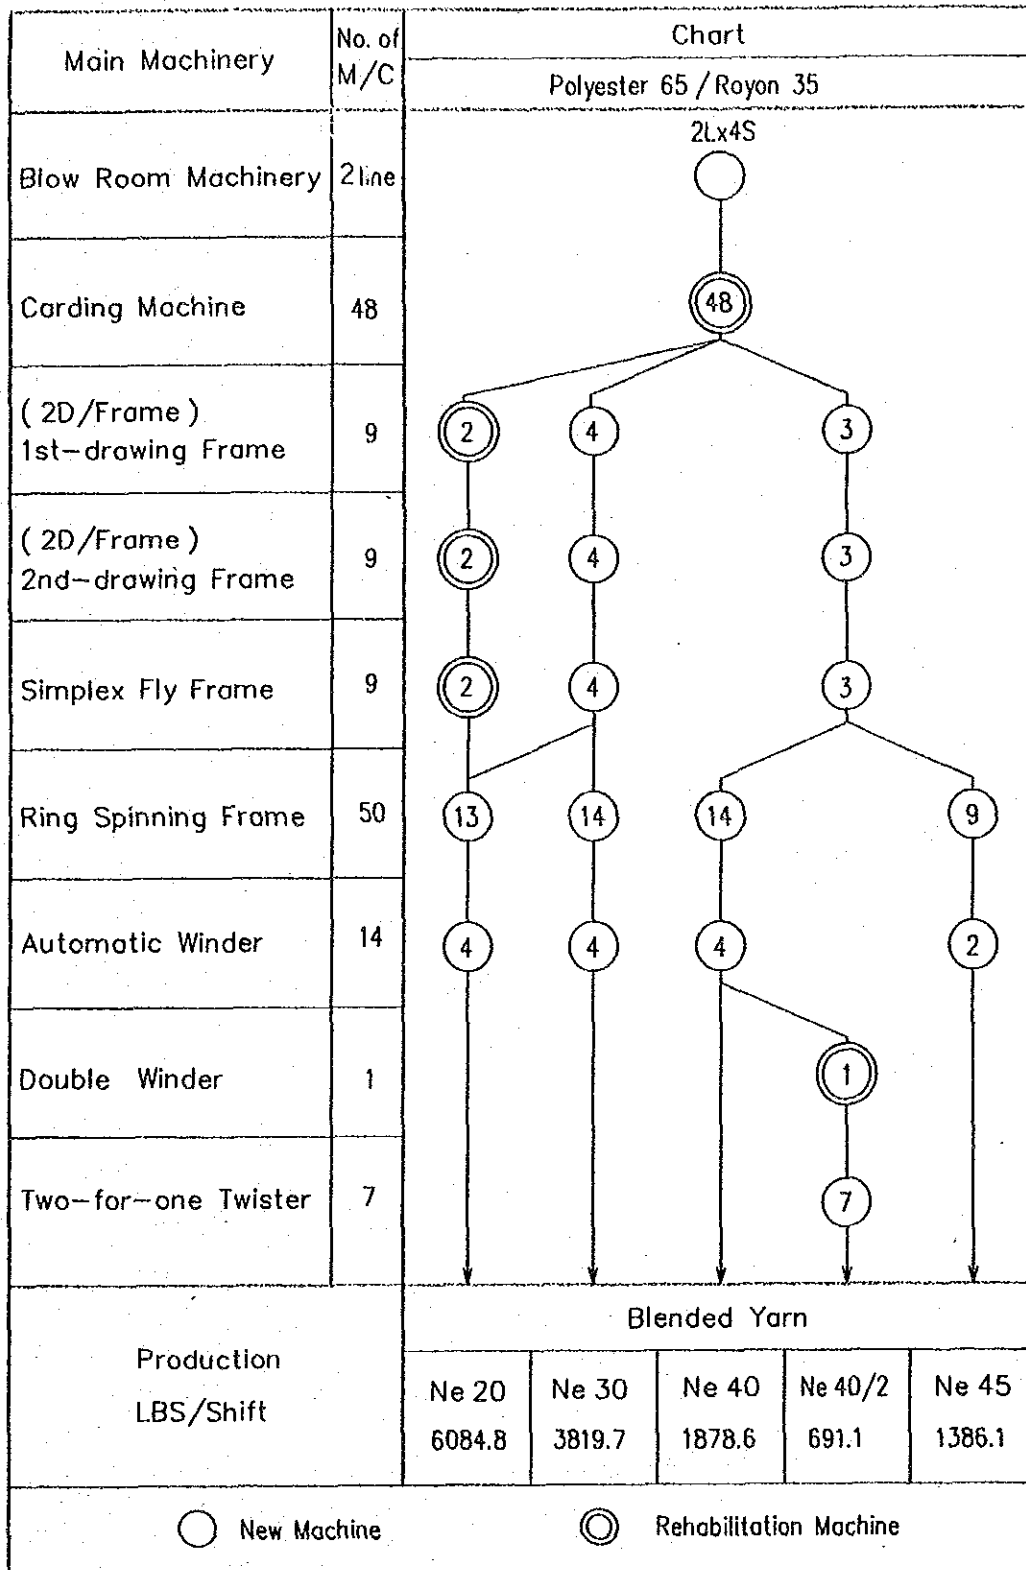 Main Machinery
No. of
M/C
Chart
Polyester 65 / Royon 35
2Lx4S
Blow Room Machinery
2 line
Carding Machine
48
48
( 2D/Frame )
1st-drawing Frame
9
2
4
3
( 2D/Frame )
2nd-drawing Frame
9
2
4
3
Simplex Fly Frame
9
2
4
3
Ring Spinning Frame
50
13
14
14
9
Automatic Winder
14
4
4
4
2
Double Winder
1
1
Two-for-one Twister
7
7
Production
LBS/Shift
Blended Yarn
Ne 20
Ne 30
Ne 40
Ne 40/2
Ne 45
6084.8
3819.7
1878.6
691.1
1386.1
New Machine
Rehabilitation Machine